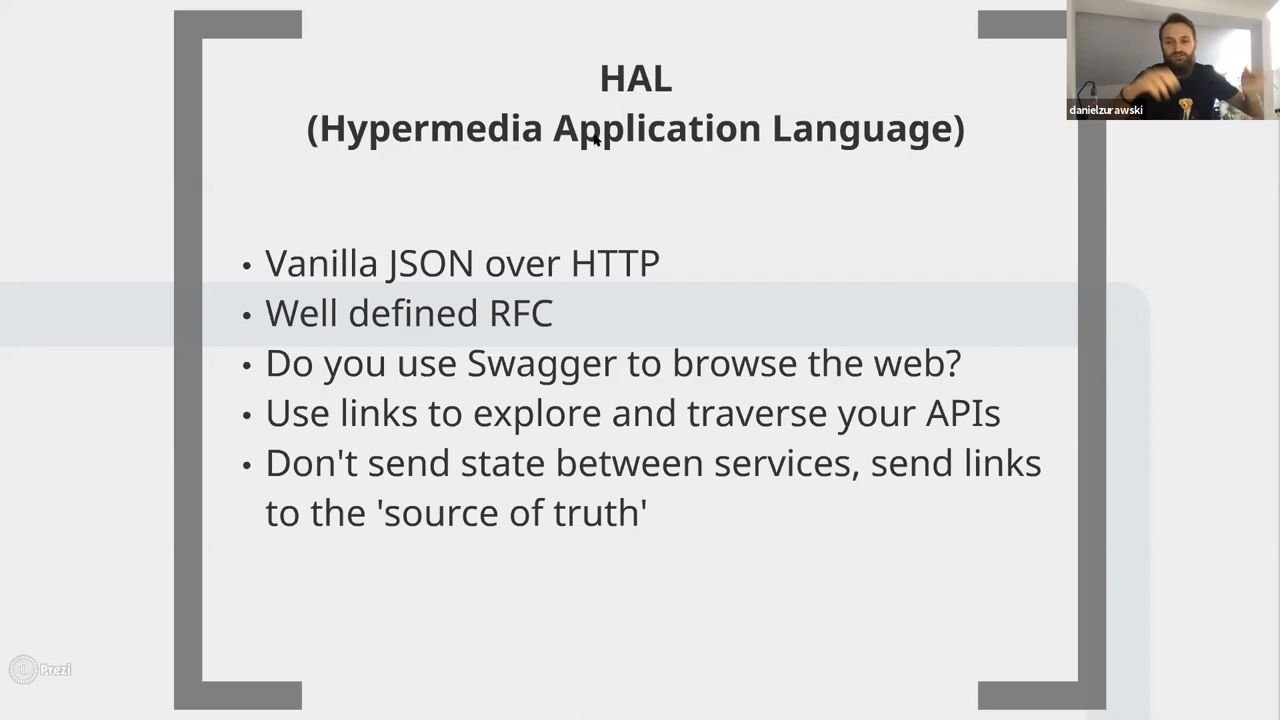 HAL
(Hypermedia Application Language)
danielzurawski
• Vanilla JSON over HTTP
• Well defined RFC
• Do you use Swagger to browse the web?
• Use links to explore and traverse your APIs
• Don't send state between services, send links
to the 'source of truth'
Prezi